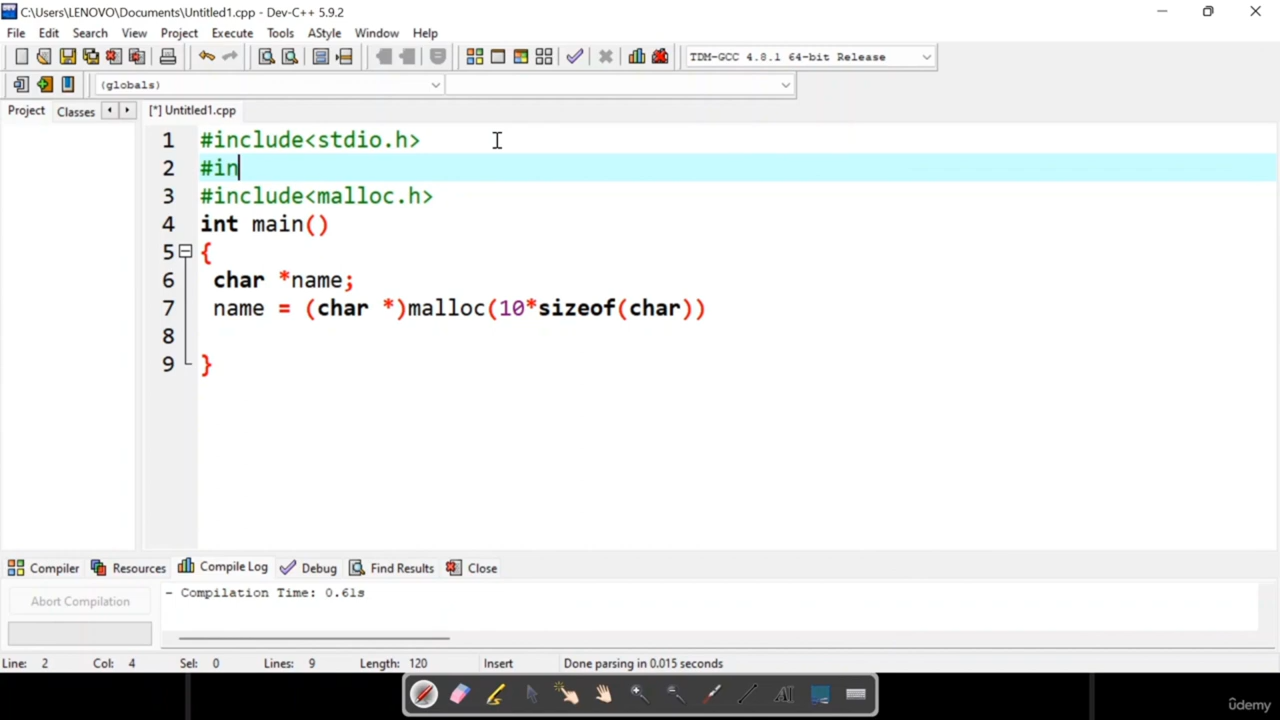 C:\Users\LENOVO\Documents\Untitled1.cpp - Dev-C++ 5.9.2
File Edit Search View Project Execute Tools AStyle Window Help
TDM-GCC 4.8.1 64-bit Release
(globals)
Project Classes [*] Untitled1.cpp
1 #include<stdio.h>
2 #in
3 #include<malloc.h>
4 int main()
5 {
6 char *name;
7 name = (char *)malloc(10*sizeof(char))
8
9 }
Compiler Resources Compile Log Debug Find Results Close
Abort Compilation
- Compilation Time: 0.61s
Line: 2 Col: 4 Sel: 0 Lines: 9 Length: 120 Insert Done parsing in 0.015 seconds
AI
ûdemy